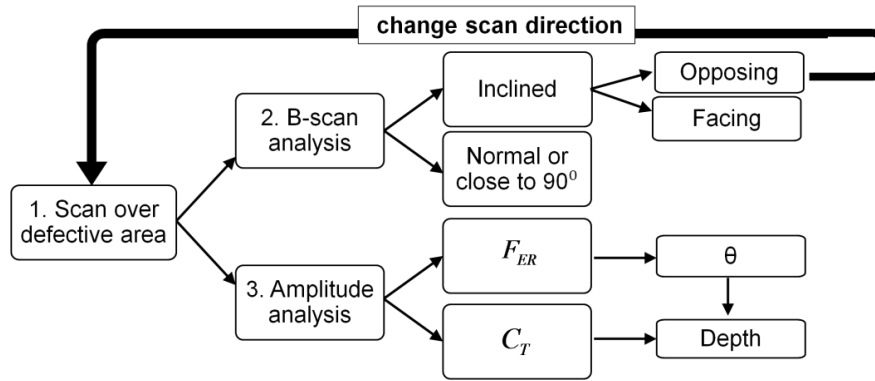 change scan direction
Inclined
Opposing
Facing
2. B-scan
analysis
Normal or
close to 90⁰
1. Scan over
defective area
3. Amplitude
analysis
F_ER
θ
C_T
Depth